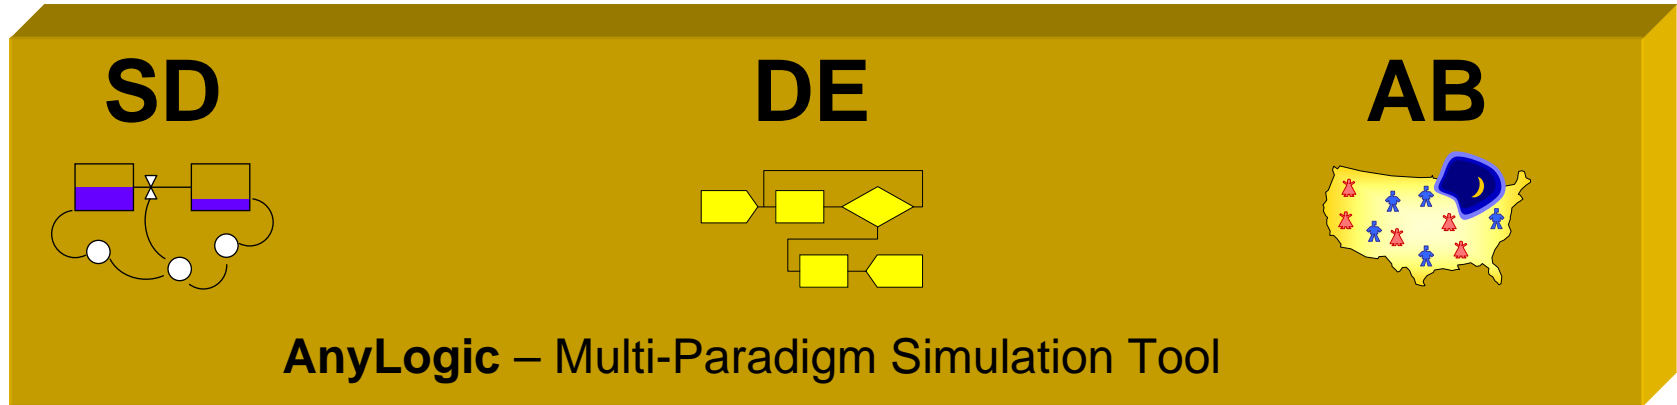 SD DE AB
AnyLogic – Multi-Paradigm Simulation Tool